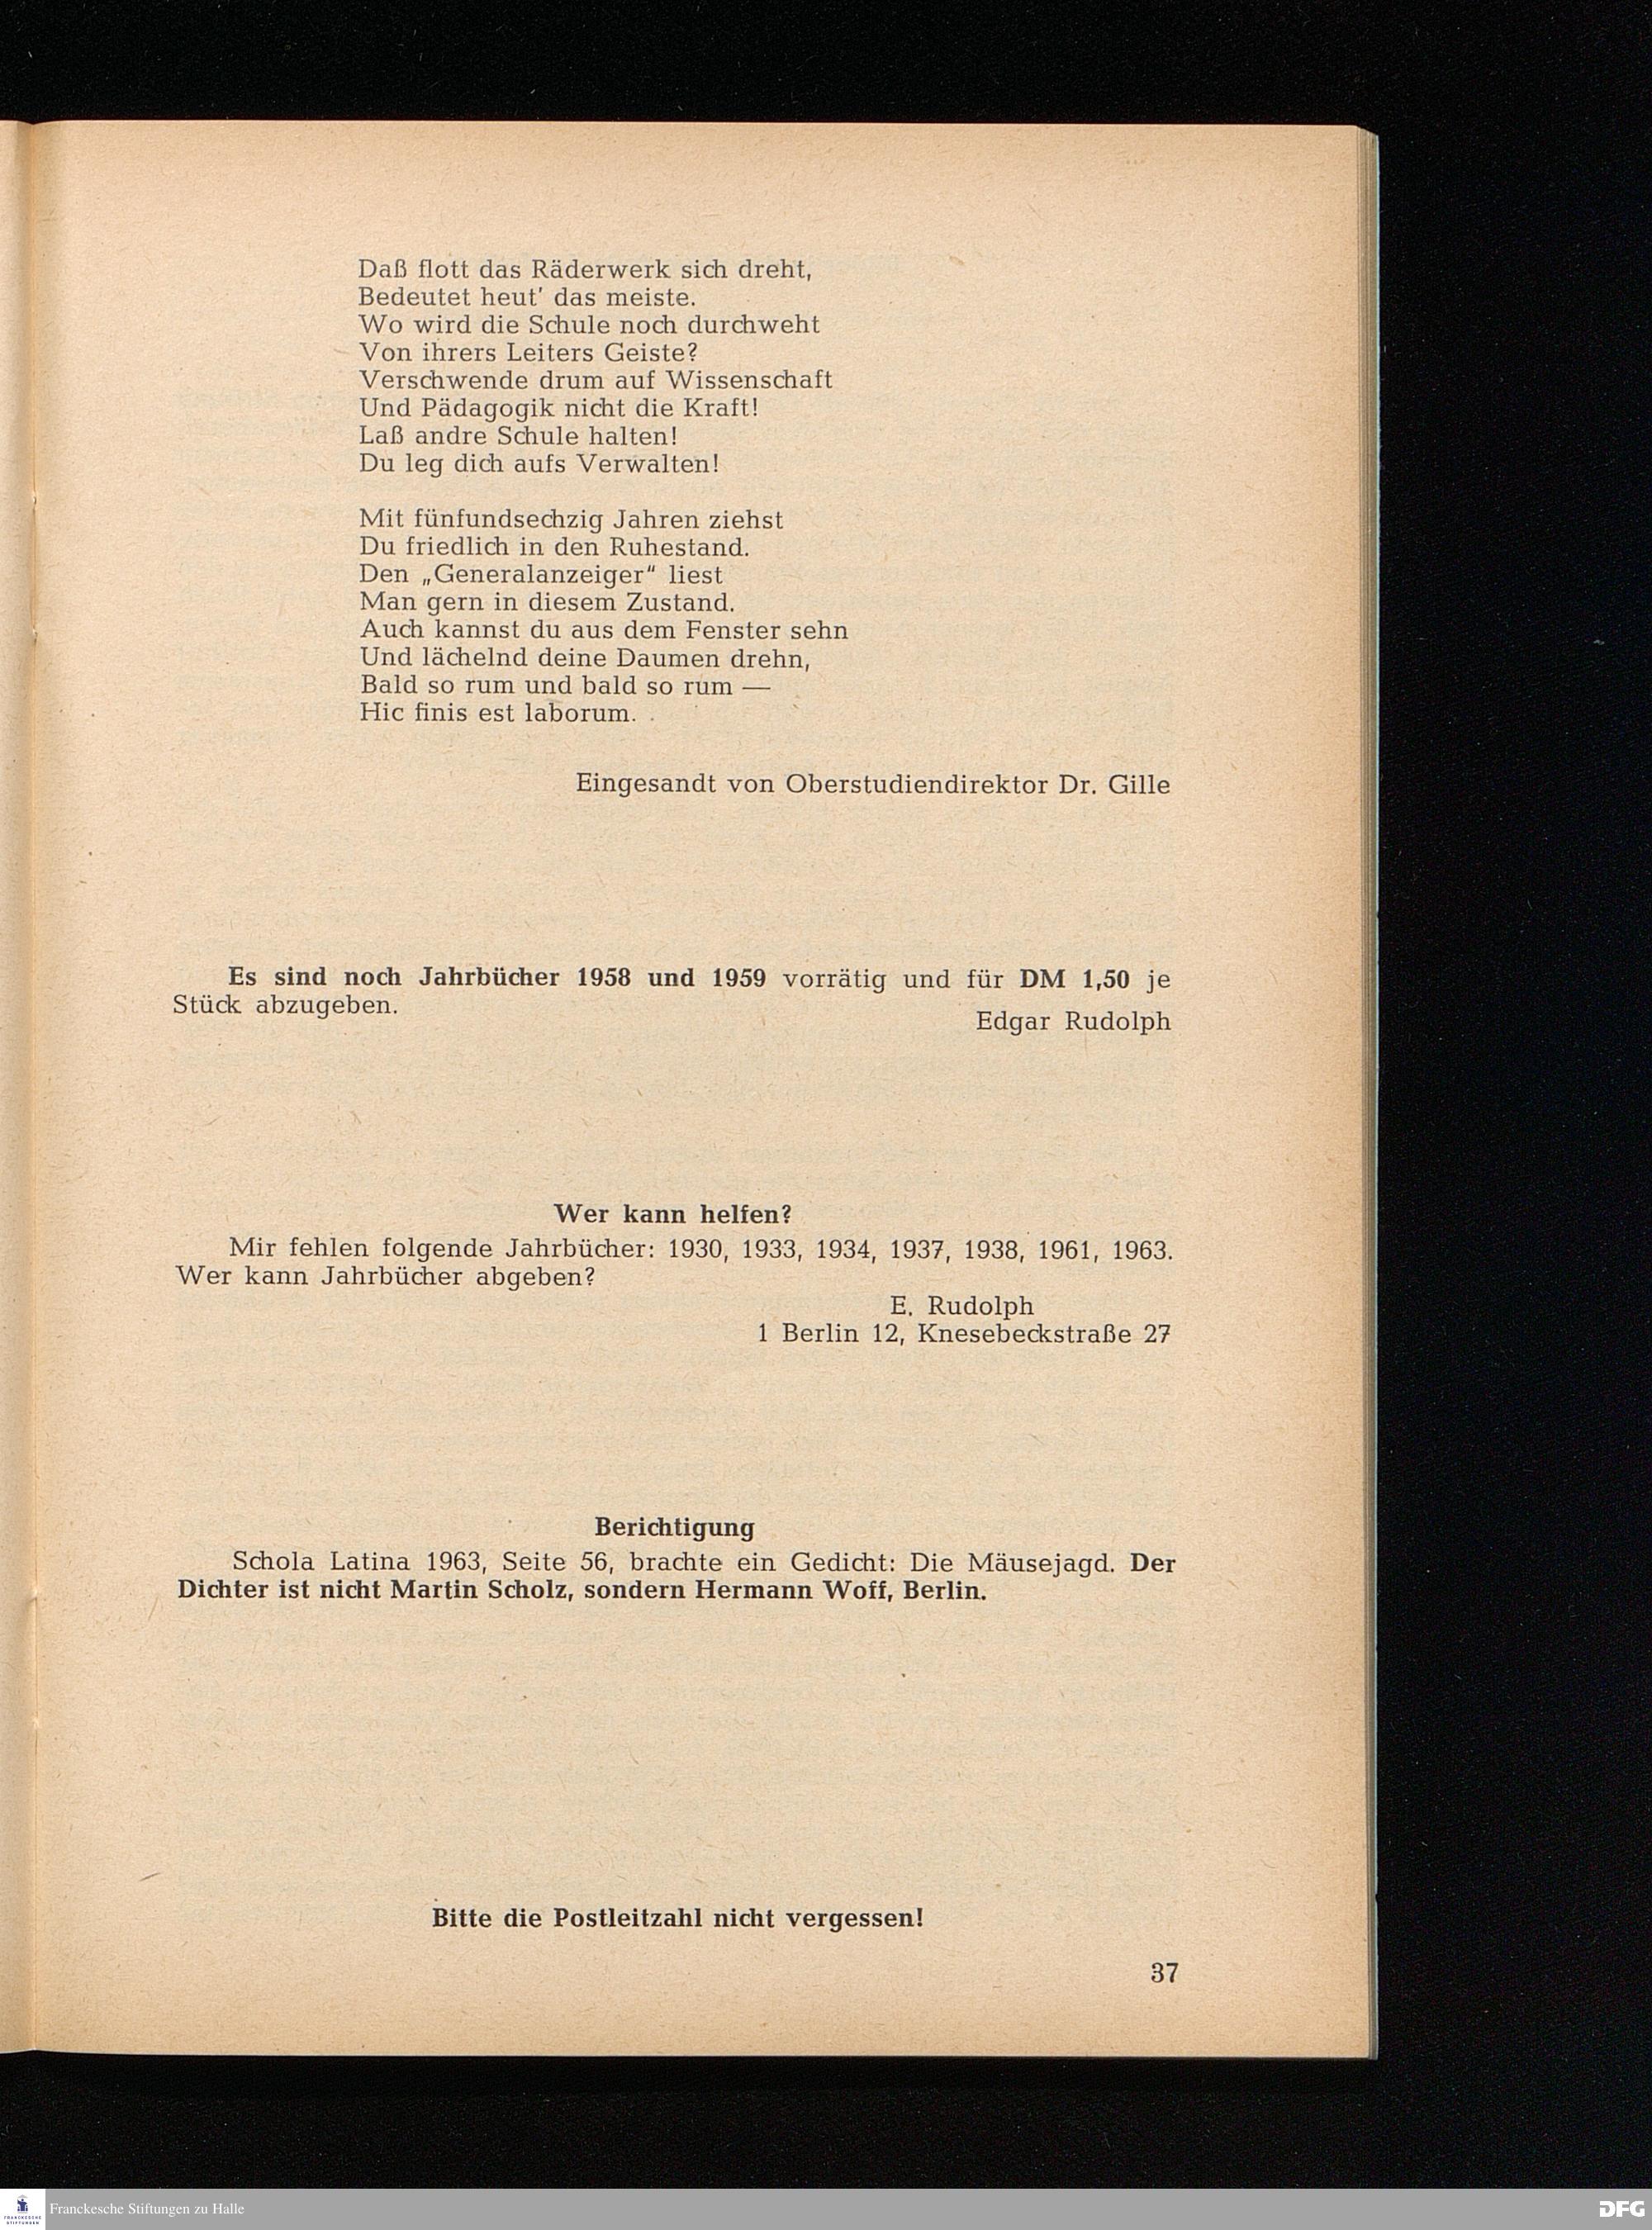 Daß flott das Räderwerk sich dreht,
Bedeutet heut' das meiste.
Wo wird die Schule noch durchweht
Von ihrers Leiters Geiste?
Verschwende drum auf Wissenschaft
Und Pädagogik nicht die Kraft!
Laß andre Schule halten!
Du leg dich aufs Verwalten!
Mit fünfundsechzig Jahren ziehst
Du friedlich in den Ruhestand.
Den „Generalanzeiger“ liest
Man gern in diesem Zustand.
Auch kannst du aus dem Fenster sehn
Und lächelnd deine Daumen drehn,
Bald so rum und bald so rum —
Hic finis est laborum.
Eingesandt von Oberstudiendirektor Dr. Gille
Es sind noch Jahrbücher 1958 und 1959 vorrätig und für DM 1,50 je
Stück abzugeben.
Edgar Rudolph
Wer kann helfen?
Mir fehlen folgende Jahrbücher: 1930, 1933, 1934, 1937, 1938, 1961, 1963.
Wer kann Jahrbücher abgeben?
E. Rudolph
1 Berlin 12, Knesebeckstraße 27
Berichtigung
Schola Latina 1963, Seite 56, brachte ein Gedicht: Die Mäusejagd. Der
Dichter ist nicht Martin Scholz, sondern Hermann Woff, Berlin.
Bitte die Postleitzahl nicht vergessen!
37
FRANCKESCHE
STIFTUNGEN
Franckesche Stiftungen zu Halle
DFG